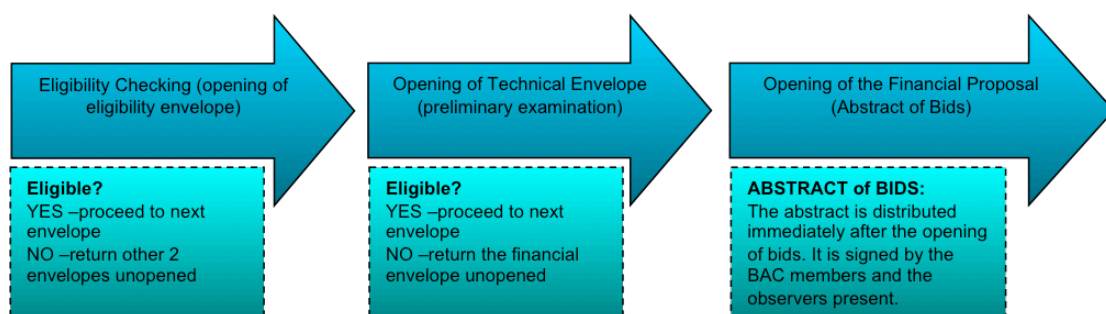 Eligibility Checking (opening of
eligibility envelope)
Eligible?
YES –proceed to next
envelope
NO –return other 2
envelopes unopened
Opening of Technical Envelope
(preliminary examination)
Eligible?
YES –proceed to next
envelope
NO –return the financial
envelope unopened
Opening of the Financial Proposal
(Abstract of Bids)
ABSTRACT of BIDS:
The abstract is distributed
immediately after the opening
of bids. It is signed by the
BAC members and the
observers present.